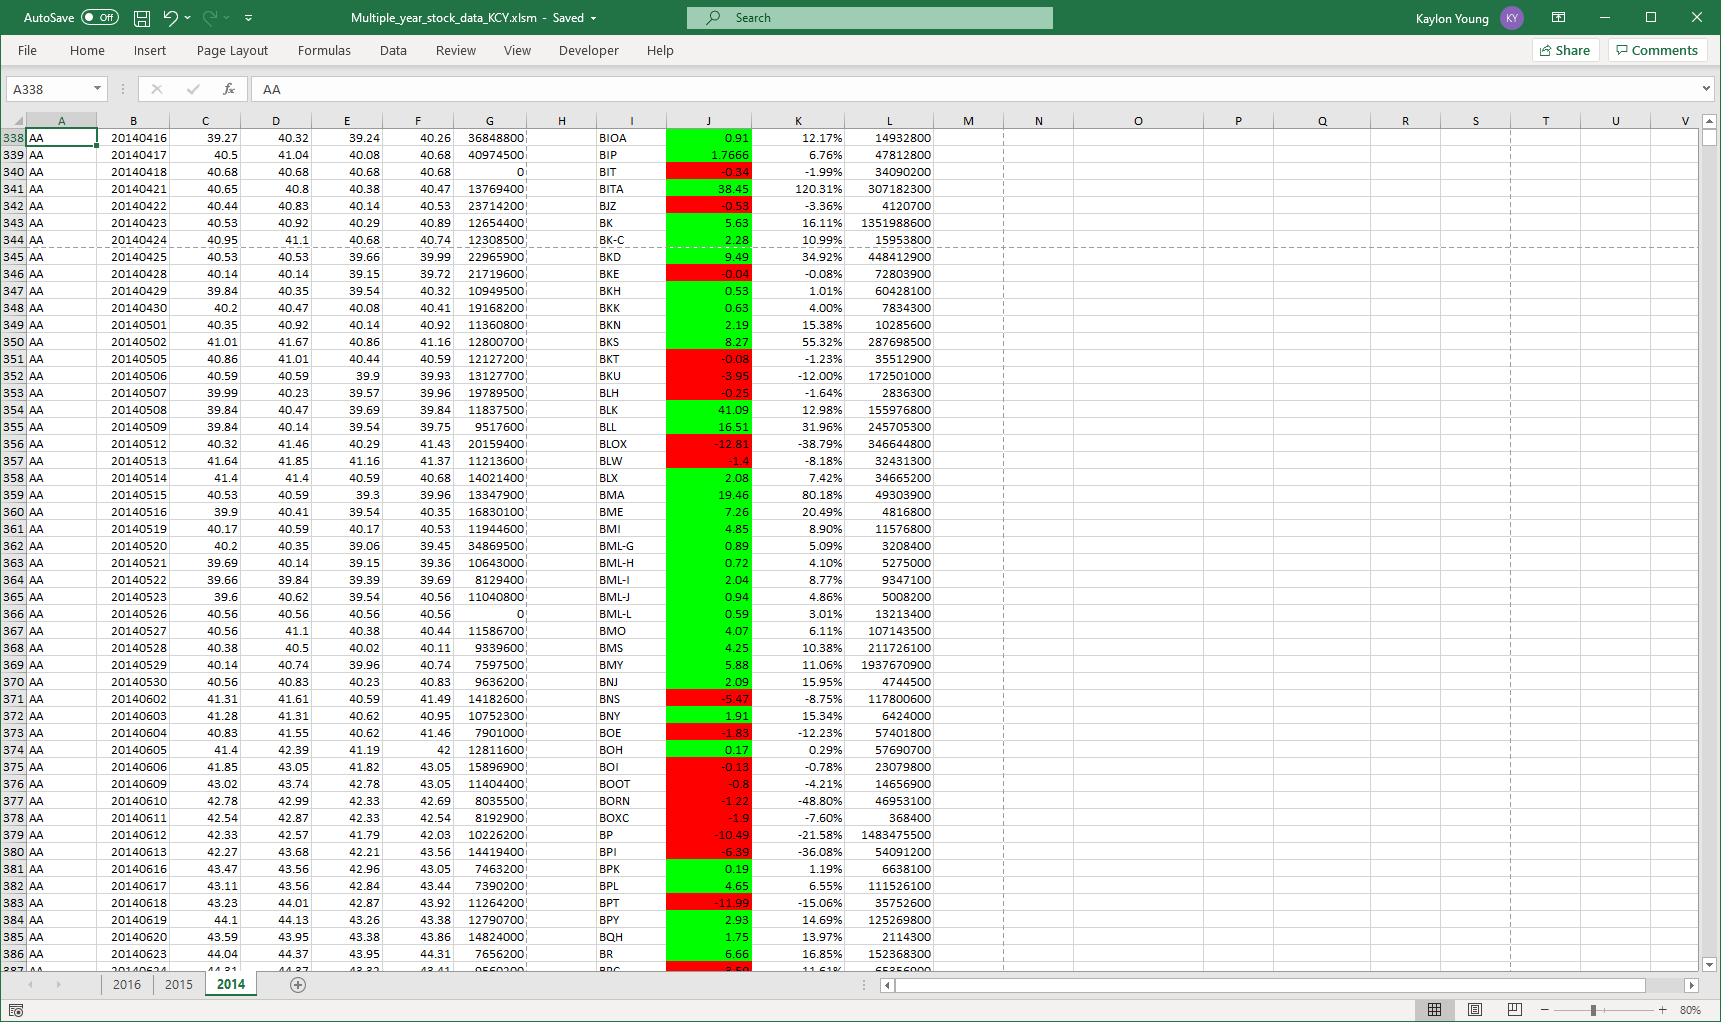 AutoSave Off Multiple_year_stock_data_KCY.xlsm - Saved Search Kaylon Young KY
File Home Insert Page Layout Formulas Data Review View Developer Help Share Comments
A338 fx AA
A B C D E F G H I J K L M N O P Q R S T U V
338 AA 20140416 39.27 40.32 39.24 40.26 36848800 BIOA 0.91 12.17% 14932800
339 AA 20140417 40.5 41.04 40.08 40.68 40974500 BIP 1.7666 6.76% 47812800
340 AA 20140418 40.68 40.68 40.68 40.68 0 BIT -0.34 -1.99% 34090200
341 AA 20140421 40.65 40.8 40.38 40.47 13769400 BITA 38.45 120.31% 307182300
342 AA 20140422 40.44 40.83 40.14 40.53 23714200 BJZ -0.53 -3.36% 4120700
343 AA 20140423 40.53 40.92 40.29 40.89 12654400 BK 5.63 16.11% 1351988600
344 AA 20140424 40.95 41.1 40.68 40.74 12308500 BK-C 2.28 10.99% 15953800
345 AA 20140425 40.53 40.53 39.66 39.99 22965900 BKD 9.49 34.92% 448412900
346 AA 20140428 40.14 40.14 39.15 39.72 21719600 BKE -0.04 -0.08% 72803900
347 AA 20140429 39.84 40.35 39.54 40.32 10949500 BKH 0.53 1.01% 60428100
348 AA 20140430 40.2 40.47 40.08 40.41 19168200 BKK 0.63 4.00% 7834300
349 AA 20140501 40.35 40.92 40.14 40.92 11360800 BKN 2.19 15.38% 10285600
350 AA 20140502 41.01 41.67 40.86 41.16 12800700 BKS 8.27 55.32% 287698500
351 AA 20140505 40.86 41.01 40.44 40.59 12127200 BKT -0.08 -1.23% 35512900
352 AA 20140506 40.59 40.59 39.9 39.93 13127700 BKU -3.95 -12.00% 172501000
353 AA 20140507 39.99 40.23 39.57 39.96 19789500 BLH -0.25 -1.64% 2836300
354 AA 20140508 39.84 40.47 39.69 39.84 11837500 BLK 41.09 12.98% 155976800
355 AA 20140509 39.84 40.14 39.54 39.75 9517600 BLL 16.51 31.96% 245705300
356 AA 20140512 40.32 41.46 40.29 41.43 20159400 BLOX -12.81 -38.79% 346644800
357 AA 20140513 41.64 41.85 41.16 41.37 11213600 BLW -1.4 -8.18% 32431300
358 AA 20140514 41.4 41.4 40.59 40.68 14021400 BLX 2.08 7.42% 34665200
359 AA 20140515 40.53 40.59 39.3 39.96 13347900 BMA 19.46 80.18% 49303900
360 AA 20140516 39.9 40.41 39.54 40.35 16830100 BME 7.26 20.49% 4816800
361 AA 20140519 40.17 40.59 40.17 40.53 11944600 BMI 4.85 8.90% 11576800
362 AA 20140520 40.2 40.35 39.06 39.45 34869500 BML-G 0.89 5.09% 3208400
363 AA 20140521 39.69 40.14 39.15 39.36 10643000 BML-H 0.72 4.10% 5275000
364 AA 20140522 39.66 39.84 39.39 39.69 8129400 BML-I 2.04 8.77% 9347100
365 AA 20140523 39.6 40.62 39.54 40.56 11040800 BML-J 0.94 4.86% 5008200
366 AA 20140526 40.56 40.56 40.56 40.56 0 BML-L 0.59 3.01% 13213400
367 AA 20140527 40.56 41.1 40.38 40.44 11586700 BMO 4.07 6.11% 107143500
368 AA 20140528 40.38 40.5 40.02 40.11 9339600 BMS 4.25 10.38% 211726100
369 AA 20140529 40.14 40.74 39.96 40.74 7597500 BMY 5.88 11.06% 1937670900
370 AA 20140530 40.56 40.83 40.23 40.83 9636200 BNJ 2.09 15.95% 4744500
371 AA 20140602 41.31 41.61 40.59 41.49 14182600 BNS -5.47 -8.75% 117800600
372 AA 20140603 41.28 41.31 40.62 40.95 10752300 BNY 1.91 15.34% 6424000
373 AA 20140604 40.83 41.55 40.62 41.46 7901000 BOE -1.83 -12.23% 57401800
374 AA 20140605 41.4 42.39 41.19 42 12811600 BOH 0.17 0.29% 57690700
375 AA 20140606 41.85 43.05 41.82 43.05 15896900 BOI -0.13 -0.78% 23079800
376 AA 20140609 43.02 43.74 42.78 43.05 11404400 BOOT -0.8 -4.21% 14656900
377 AA 20140610 42.78 42.99 42.33 42.69 8035500 BORN -1.22 -48.80% 46953100
378 AA 20140611 42.54 42.87 42.33 42.54 8192900 BOXC -1.9 -7.60% 368400
379 AA 20140612 42.33 42.57 41.79 42.03 10226200 BP -10.49 -21.58% 1483475500
380 AA 20140613 42.27 43.68 42.21 43.56 14419400 BPI -6.39 -36.08% 54091200
381 AA 20140616 43.47 43.56 42.96 43.05 7463200 BPK 0.19 1.19% 6638100
382 AA 20140617 43.11 43.56 42.84 43.44 7390200 BPL 4.65 6.55% 111526100
383 AA 20140618 43.23 44.01 42.87 43.92 11264200 BPT -11.99 -15.06% 35752600
384 AA 20140619 44.1 44.13 43.26 43.38 12790700 BPY 2.93 14.69% 125269800
385 AA 20140620 43.59 43.95 43.38 43.86 14824000 BQH 1.75 13.97% 2114300
386 AA 20140623 44.04 44.37 43.95 44.31 7656200 BR 6.66 16.85% 152368300
387 AA 20140624 44.31 44.37
2016 2015 2014
80%